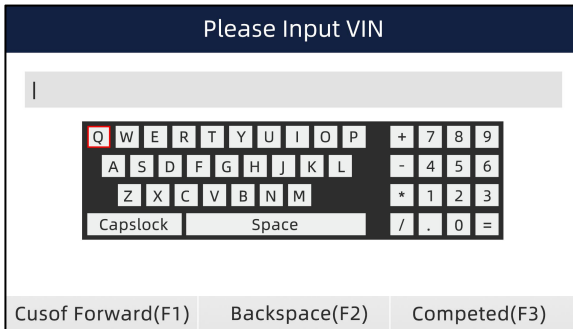 Please Input VIN
Q W E R T Y U I O P + 7 8 9
A S D F G H J K L - 4 5 6
Z X C V B N M * 1 2 3
Capslock Space / . 0 =
Cusof Forward(F1) Backspace(F2) Competed(F3)